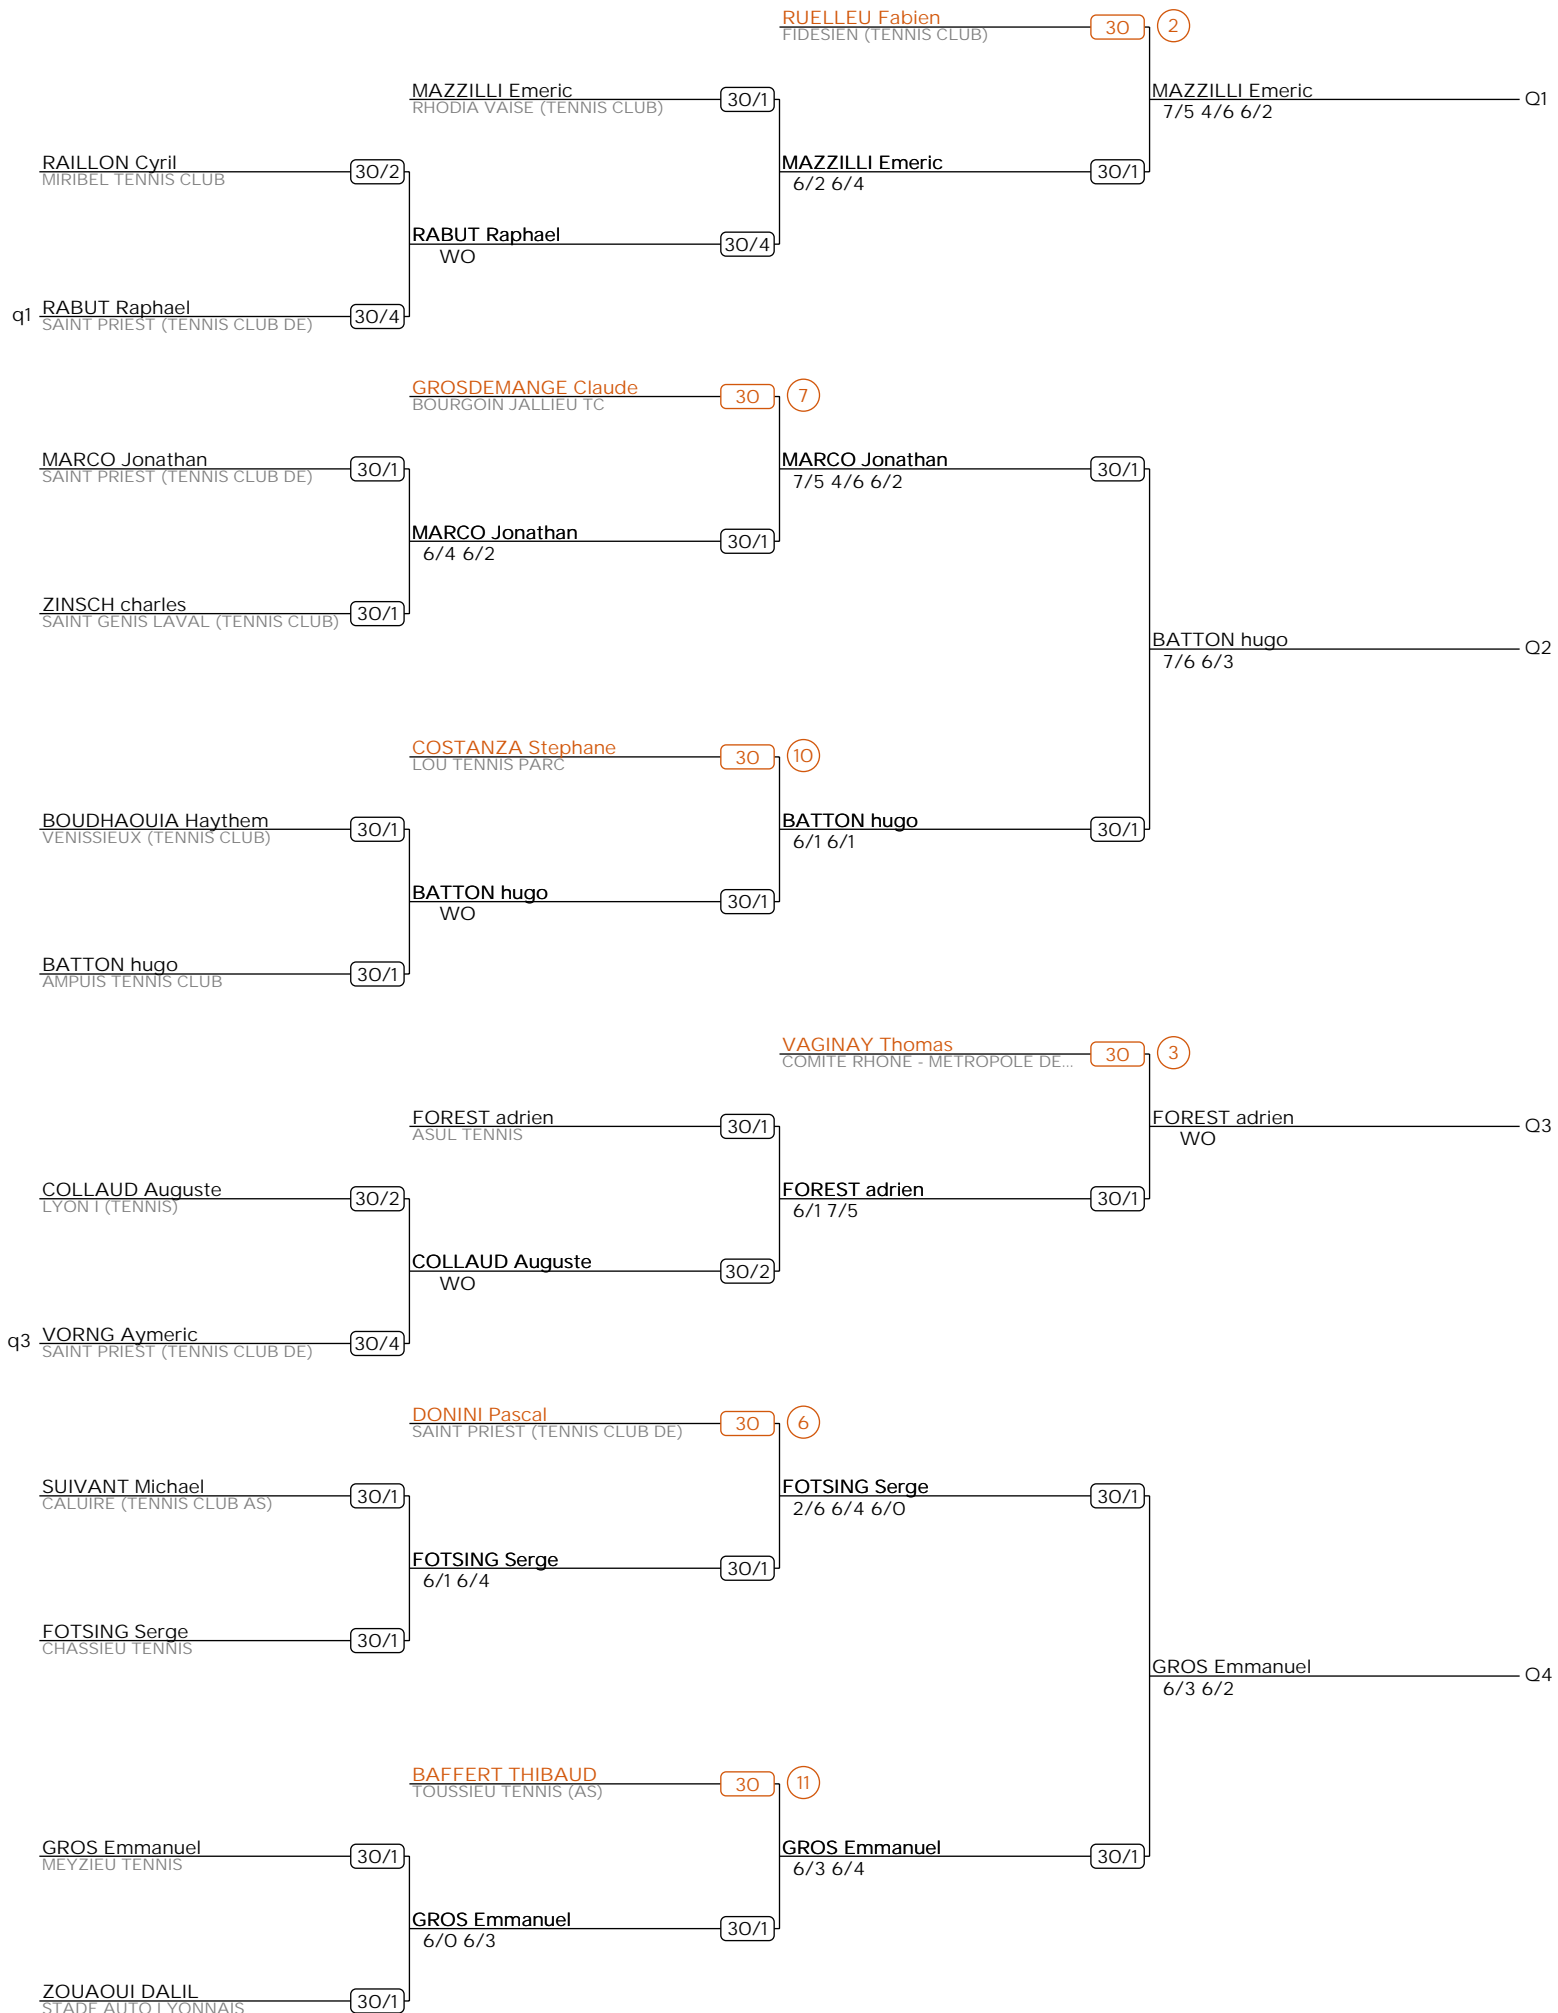 RUELLEU Fabien
30 2
FIDESIEN (TENNIS CLUB)
MAZZILLI Emeric
30/1
RHODIA VAISE (TENNIS CLUB)
MAZZILLI Emeric
Q1
7/5 4/6 6/2
RAILLON Cyril
30/2
MIRIBEL TENNIS CLUB
MAZZILLI Emeric
30/1
6/2 6/4
RABUT Raphael
30/4
WO
q1 RABUT Raphael
30/4
SAINT PRIEST (TENNIS CLUB DE)
GROSDEMANGE Claude
30 7
BOURGOIN JALLIEU TC
MARCO Jonathan
30/1
SAINT PRIEST (TENNIS CLUB DE)
MARCO Jonathan
30/1
7/5 4/6 6/2
MARCO Jonathan
30/1
6/4 6/2
ZINSCH charles
30/1
SAINT GENIS LAVAL (TENNIS CLUB)
BATTON hugo
Q2
7/6 6/3
COSTANZA Stephane
30 10
LOU TENNIS PARC
BOUDHAOUIA Haythem
30/1
VENISSIEUX (TENNIS CLUB)
BATTON hugo
30/1
6/1 6/1
BATTON hugo
30/1
WO
BATTON hugo
30/1
AMPUIS TENNIS CLUB
VAGINAY Thomas
30 3
COMITE RHONE - METROPOLE DE...
FOREST adrien
30/1
ASUL TENNIS
FOREST adrien
Q3
WO
COLLAUD Auguste
30/2
LYON I (TENNIS)
FOREST adrien
30/1
6/1 7/5
COLLAUD Auguste
30/2
WO
q3 VORNG Aymeric
30/4
SAINT PRIEST (TENNIS CLUB DE)
DONINI Pascal
30 6
SAINT PRIEST (TENNIS CLUB DE)
SUIVANT Michael
30/1
CALUIRE (TENNIS CLUB AS)
FOTSING Serge
30/1
2/6 6/4 6/0
FOTSING Serge
30/1
6/1 6/4
FOTSING Serge
30/1
CHASSIEU TENNIS
GROS Emmanuel
Q4
6/3 6/2
BAFFERT THIBAUD
30 11
TOUSSIEU TENNIS (AS)
GROS Emmanuel
30/1
MEYZIEU TENNIS
GROS Emmanuel
30/1
6/3 6/4
GROS Emmanuel
30/1
6/0 6/3
ZOUAOUI DALIL
30/1
STADE AUTO LYONNAIS